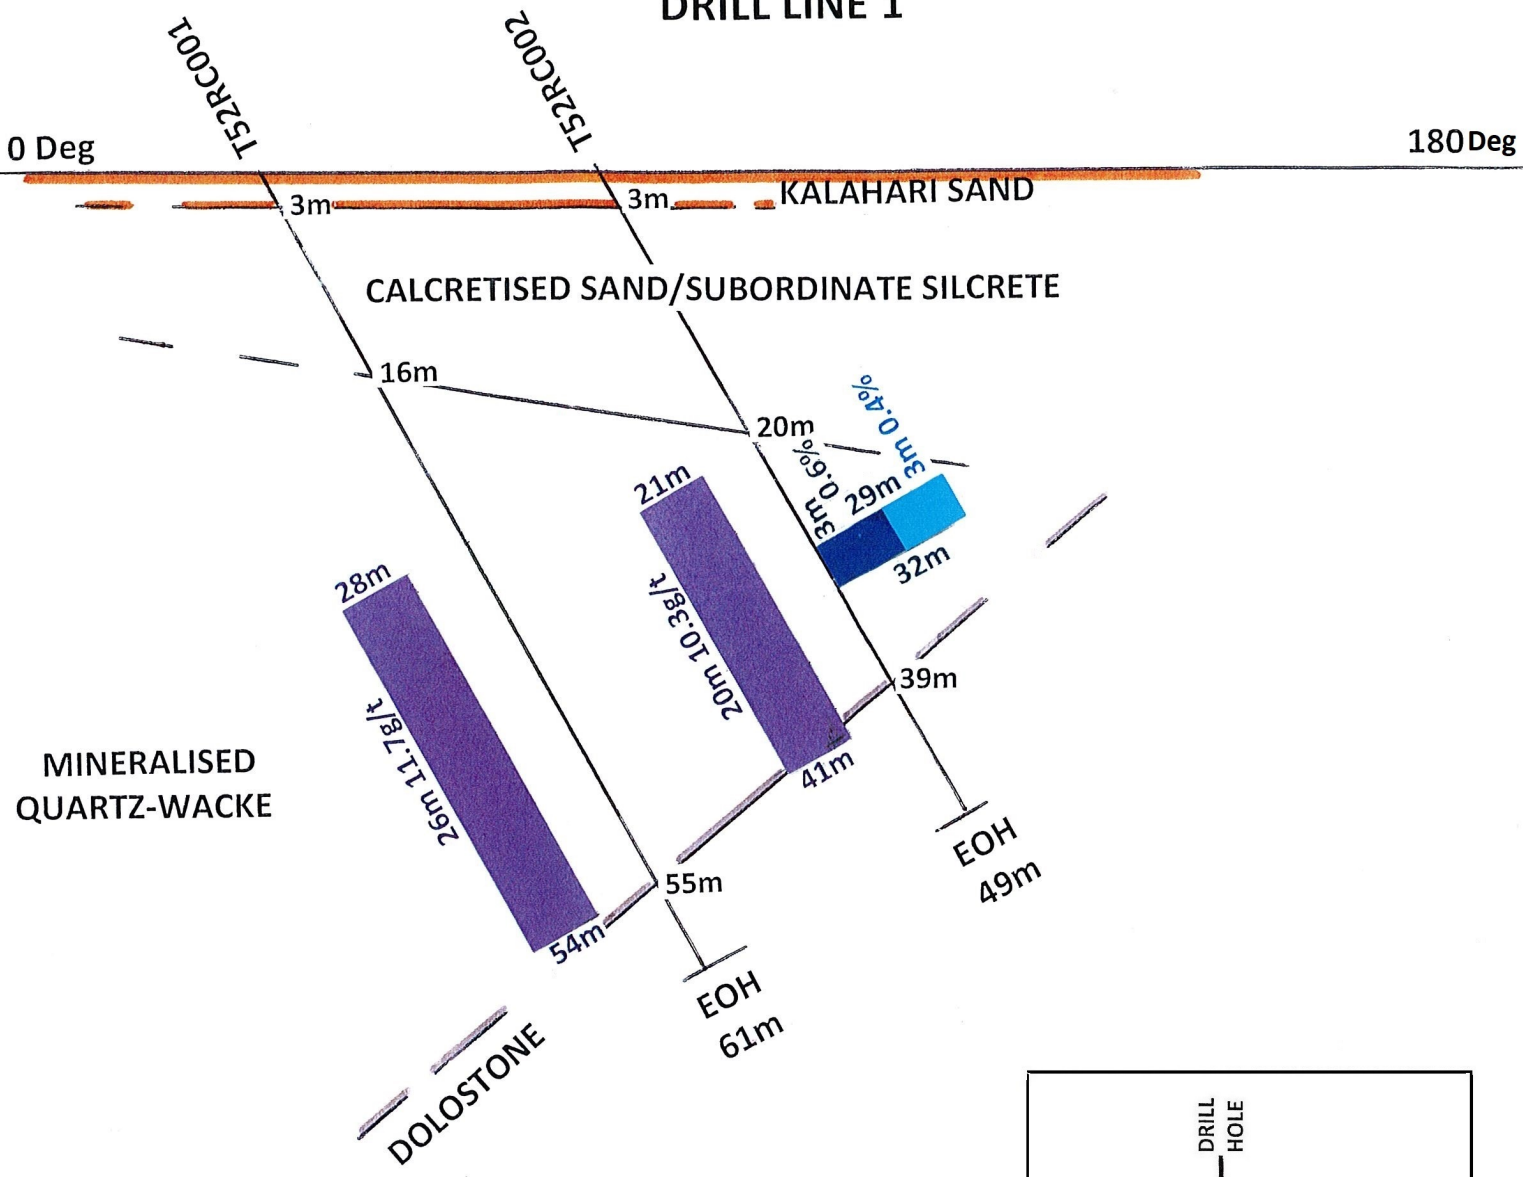 DRILL LINE 1
T52RC001
T52RC002
0 Deg
180 Deg
3m
3m
KALAHARI SAND
CALCRETISED SAND/SUBORDINATE SILCRETE
16m
20m
3m 0.6%
3m 0.4%
29m
32m
21m
20m 10.3g/t
41m
28m
26m 11.7g/t
54m
39m
MINERALISED
QUARTZ-WACKE
55m
EOH
49m
EOH
61m
DOLOSTONE
DRILL
HOLE